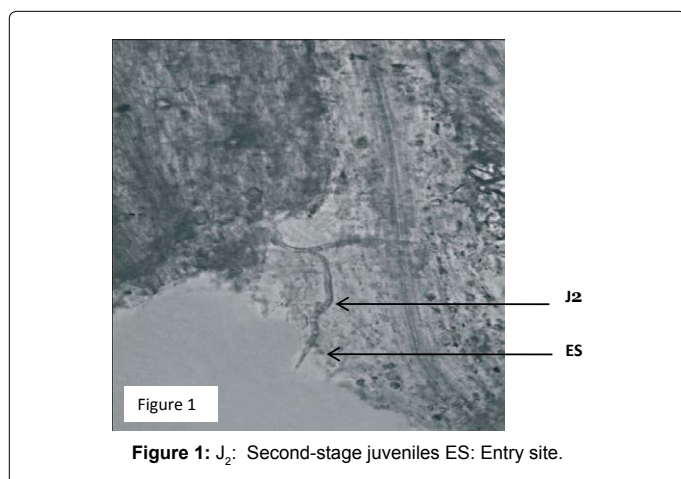 J2
ES
Figure 1
Figure 1: J₂: Second-stage juveniles ES: Entry site.